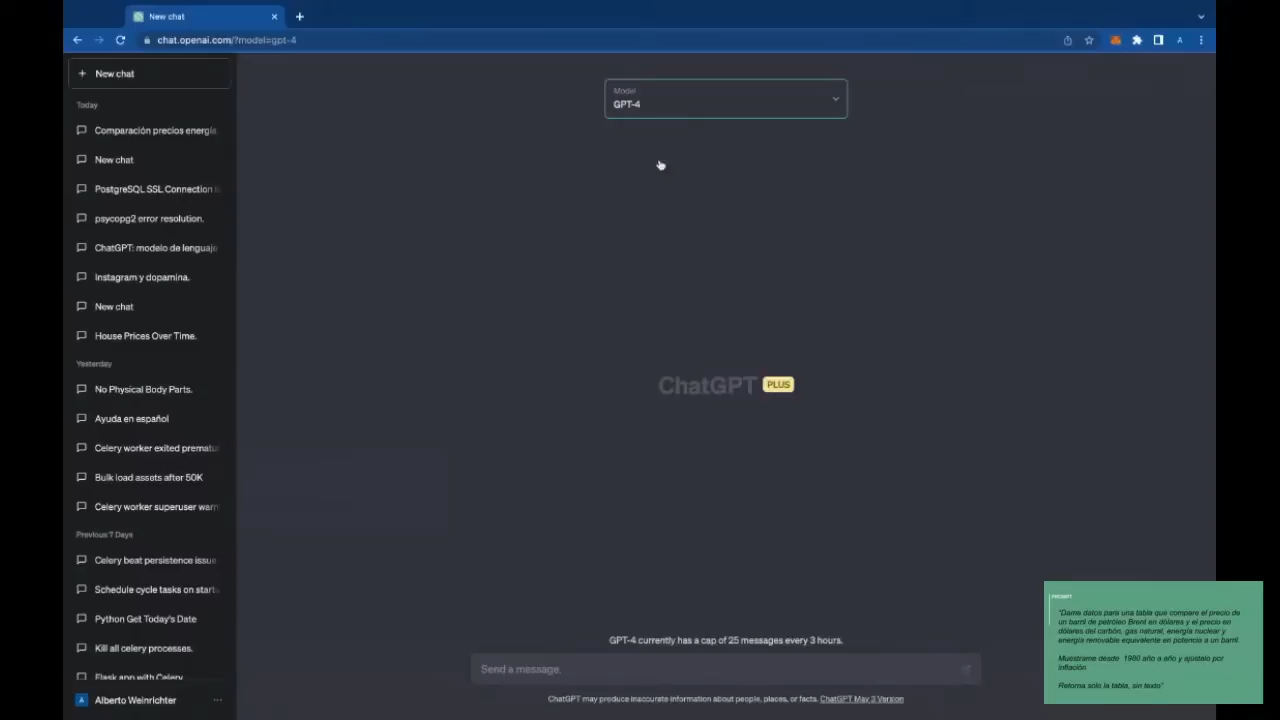 New chat
chat.openai.com/?model=gpt-4
A
New chat
Today
Comparación precios energía
New chat
PostgreSQL SSL Connection
psycopg2 error resolution.
ChatGPT: modelo de lenguaje
Instagram y dopamina.
New chat
House Prices Over Time.
Yesterday
No Physical Body Parts.
Ayuda en español
Celery worker exited prematu
Bulk load assets after 50K
Celery worker superuser warn
Previous 7 Days
Celery beat persistence issue
Schedule cycle tasks on start
Python Get Today's Date
Kill all celery processes.
Flask app with Celery
A Alberto Weinrichter
Model
GPT-4
ChatGPT PLUS
GPT-4 currently has a cap of 25 messages every 3 hours.
Send a message.
ChatGPT may produce inaccurate information about people, places, or facts. ChatGPT May 3 Version
PROMPT
"Dame datos para una tabla que compare el precio de
un barril de petróleo Brent en dólares y el precio en
dólares del carbón, gas natural, energía nuclear y
energía renovable equivalente en potencia a un barril.
Muestrame desde 1980 año a año y ajustalo por
inflación
Retorna solo la tabla, sin texto"